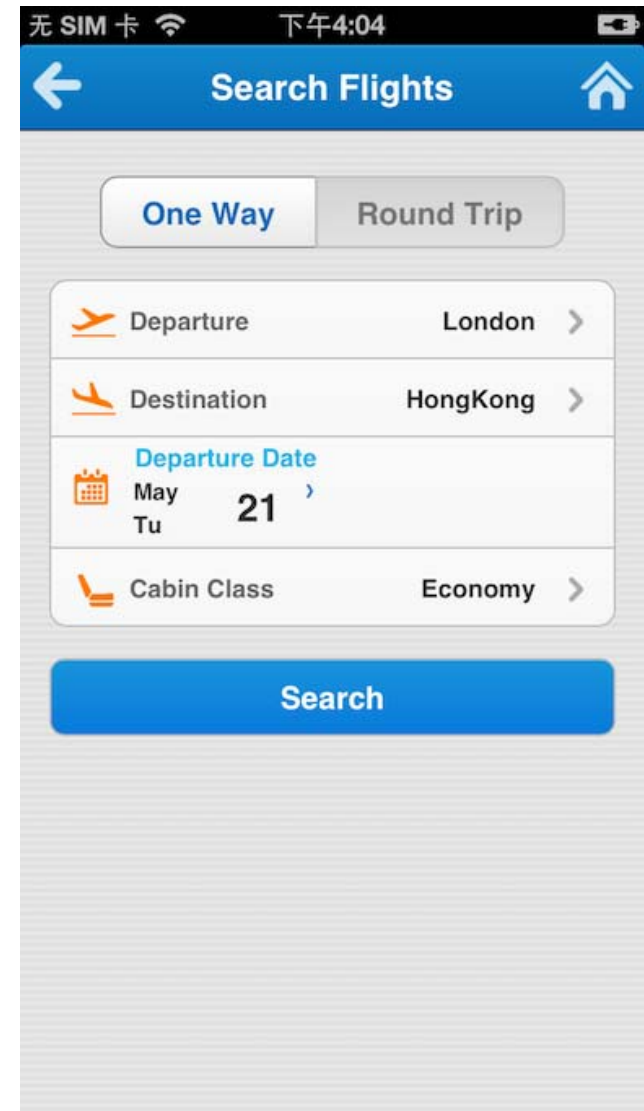 无 SIM 卡 下午4:04
Search Flights
One Way Round Trip
Departure London
Destination HongKong
Departure Date
May
21
Tu
Cabin Class Economy
Search